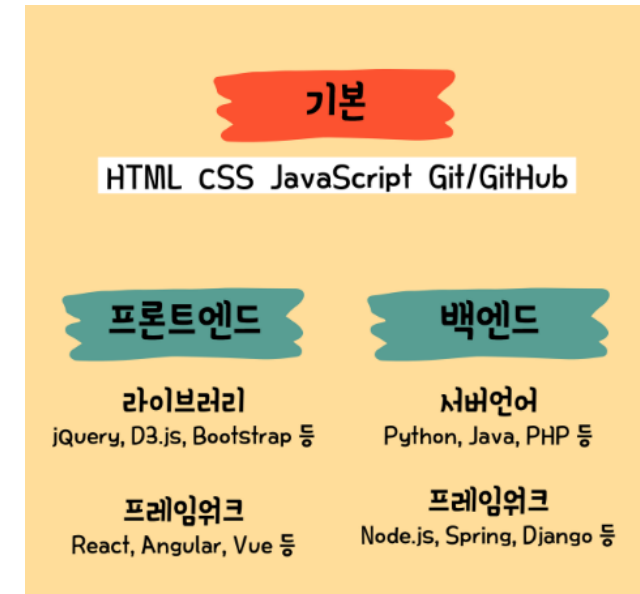 기본
HTML CSS JavaScript Git/GitHub
프론트엔드
라이브러리
jQuery, D3.js, Bootstrap 등
프레임워크
React, Angular, Vue 등
백엔드
서버언어
Python, Java, PHP 등
프레임워크
Node.js, Spring, Django 등